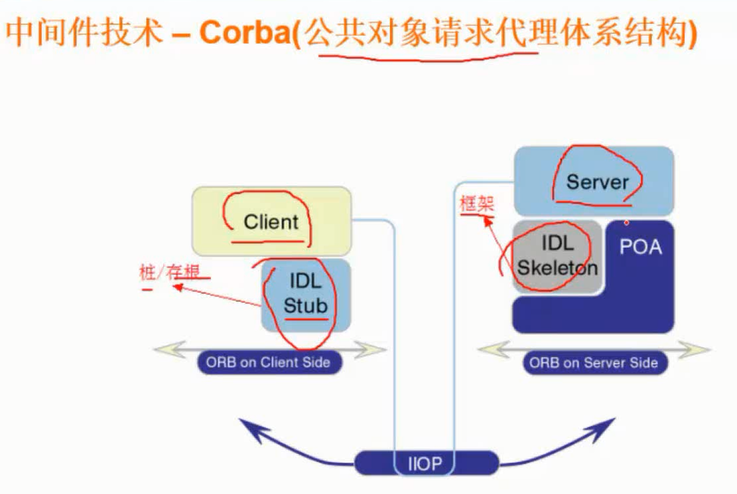 中间件技术 – Corba(公共对象请求代理体系结构)
Server
框架
Client
IDL
Skeleton
POA
桩/存根
IDL
Stub
ORB on Client Side
ORB on Server Side
IIOP